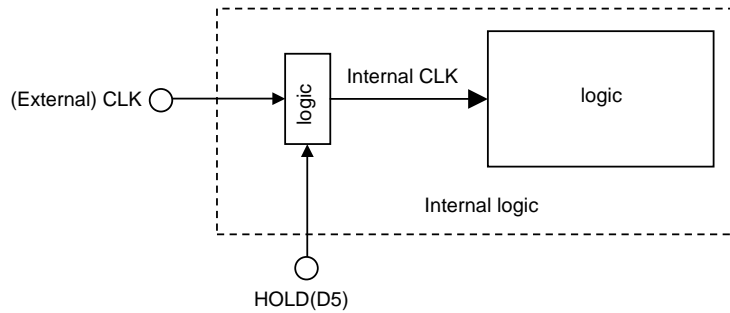 Internal CLK
(External) CLK
logic
logic
Internal logic
HOLD(D5)